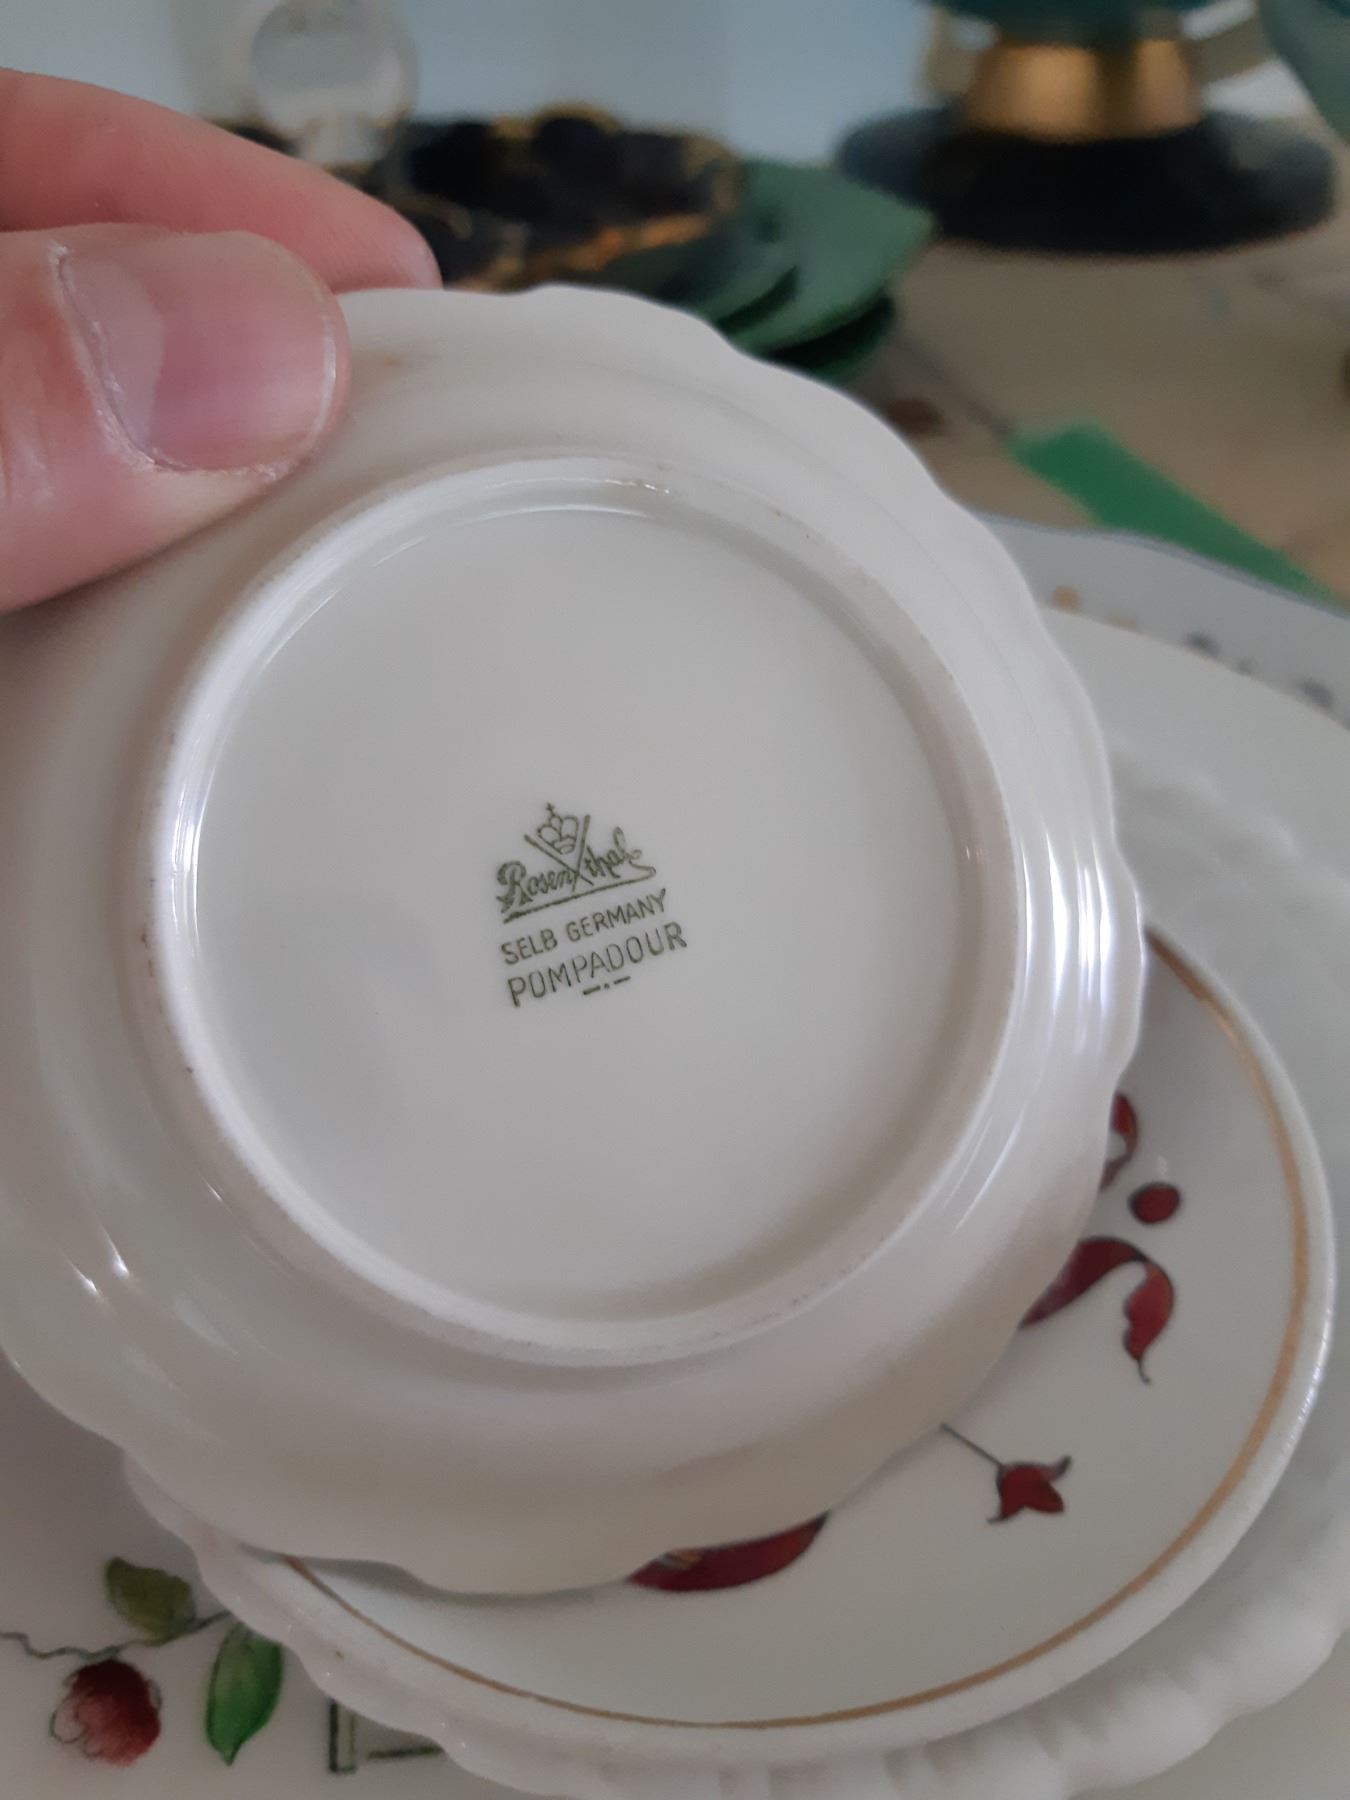 Rosenthal
SELB GERMANY
POMPADOUR